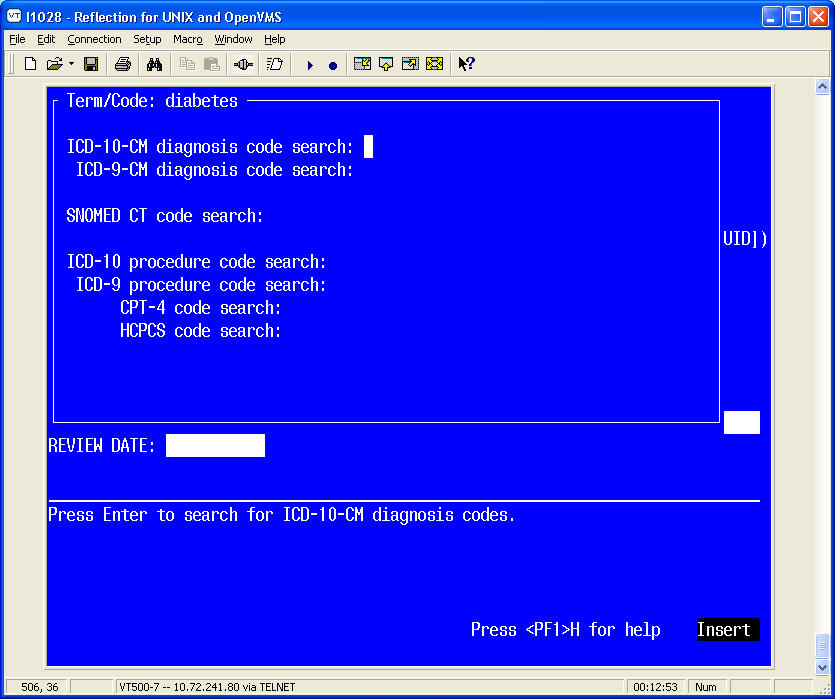 VT I1028 - Reflection for UNIX and OpenVMS
File Edit Connection Setup Macro Window Help
Term/Code: diabetes
ICD-10-CM diagnosis code search:
ICD-9-CM diagnosis code search:
SNOMED CT code search:
UID])
ICD-10 procedure code search:
ICD-9 procedure code search:
CPT-4 code search:
HCPCS code search:
REVIEW DATE:
Press Enter to search for ICD-10-CM diagnosis codes.
Press <PF1>H for help Insert
506, 36 VT500-7 -- 10.72.241.80 via TELNET 00:12:53 Num